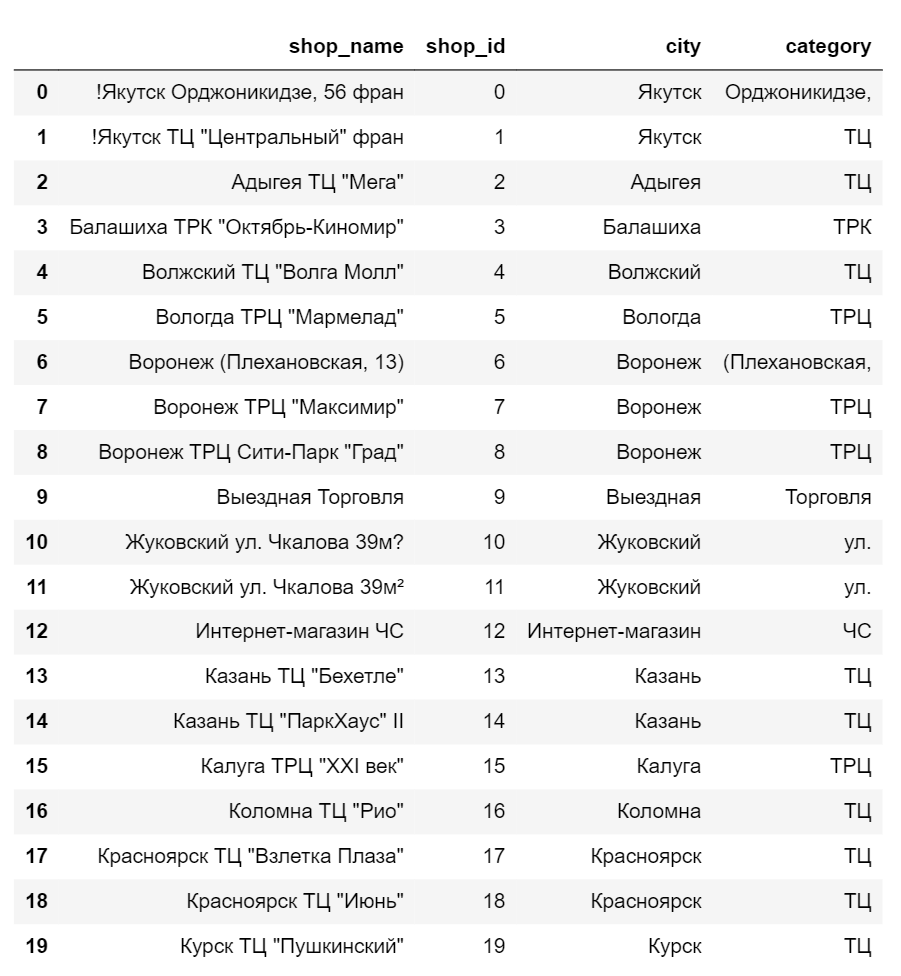 shop_name shop_id city category
0 !Якутск Орджоникидзе, 56 фран 0 Якутск Орджоникидзе,
1 !Якутск ТЦ "Центральный" фран 1 Якутск ТЦ
2 Адыгея ТЦ "Мега" 2 Адыгея ТЦ
3 Балашиха ТРК "Октябрь-Киномир" 3 Балашиха ТРК
4 Волжский ТЦ "Волга Молл" 4 Волжский ТЦ
5 Вологда ТРЦ "Мармелад" 5 Вологда ТРЦ
6 Воронеж (Плехановская, 13) 6 Воронеж (Плехановская,
7 Воронеж ТРЦ "Максимир" 7 Воронеж ТРЦ
8 Воронеж ТРЦ Сити-Парк "Град" 8 Воронеж ТРЦ
9 Выездная Торговля 9 Выездная Торговля
10 Жуковский ул. Чкалова 39м? 10 Жуковский ул.
11 Жуковский ул. Чкалова 39м² 11 Жуковский ул.
12 Интернет-магазин ЧС 12 Интернет-магазин ЧС
13 Казань ТЦ "Бехетле" 13 Казань ТЦ
14 Казань ТЦ "ПаркХаус" II 14 Казань ТЦ
15 Калуга ТРЦ "XXI век" 15 Калуга ТРЦ
16 Коломна ТЦ "Рио" 16 Коломна ТЦ
17 Красноярск ТЦ "Взлетка Плаза" 17 Красноярск ТЦ
18 Красноярск ТЦ "Июнь" 18 Красноярск ТЦ
19 Курск ТЦ "Пушкинский" 19 Курск ТЦ